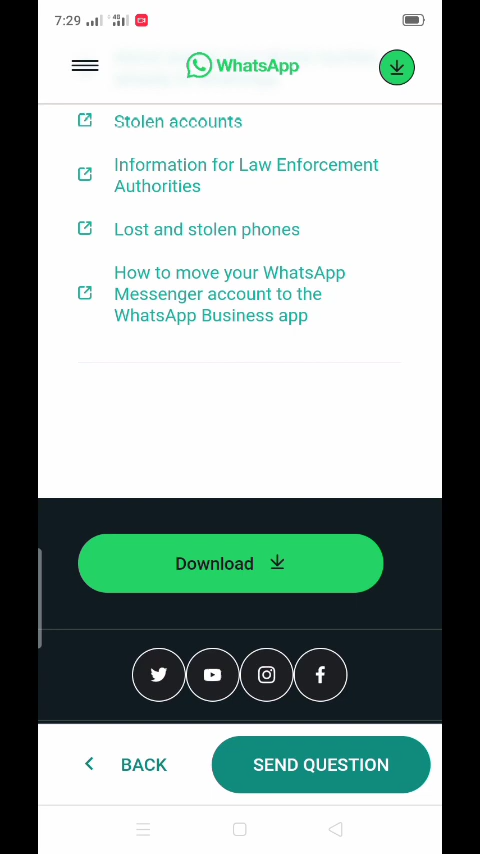 7:29
4G
WhatsApp
Stolen accounts
Information for Law Enforcement
Authorities
Lost and stolen phones
How to move your WhatsApp
Messenger account to the
WhatsApp Business app
Download
BACK
SEND QUESTION